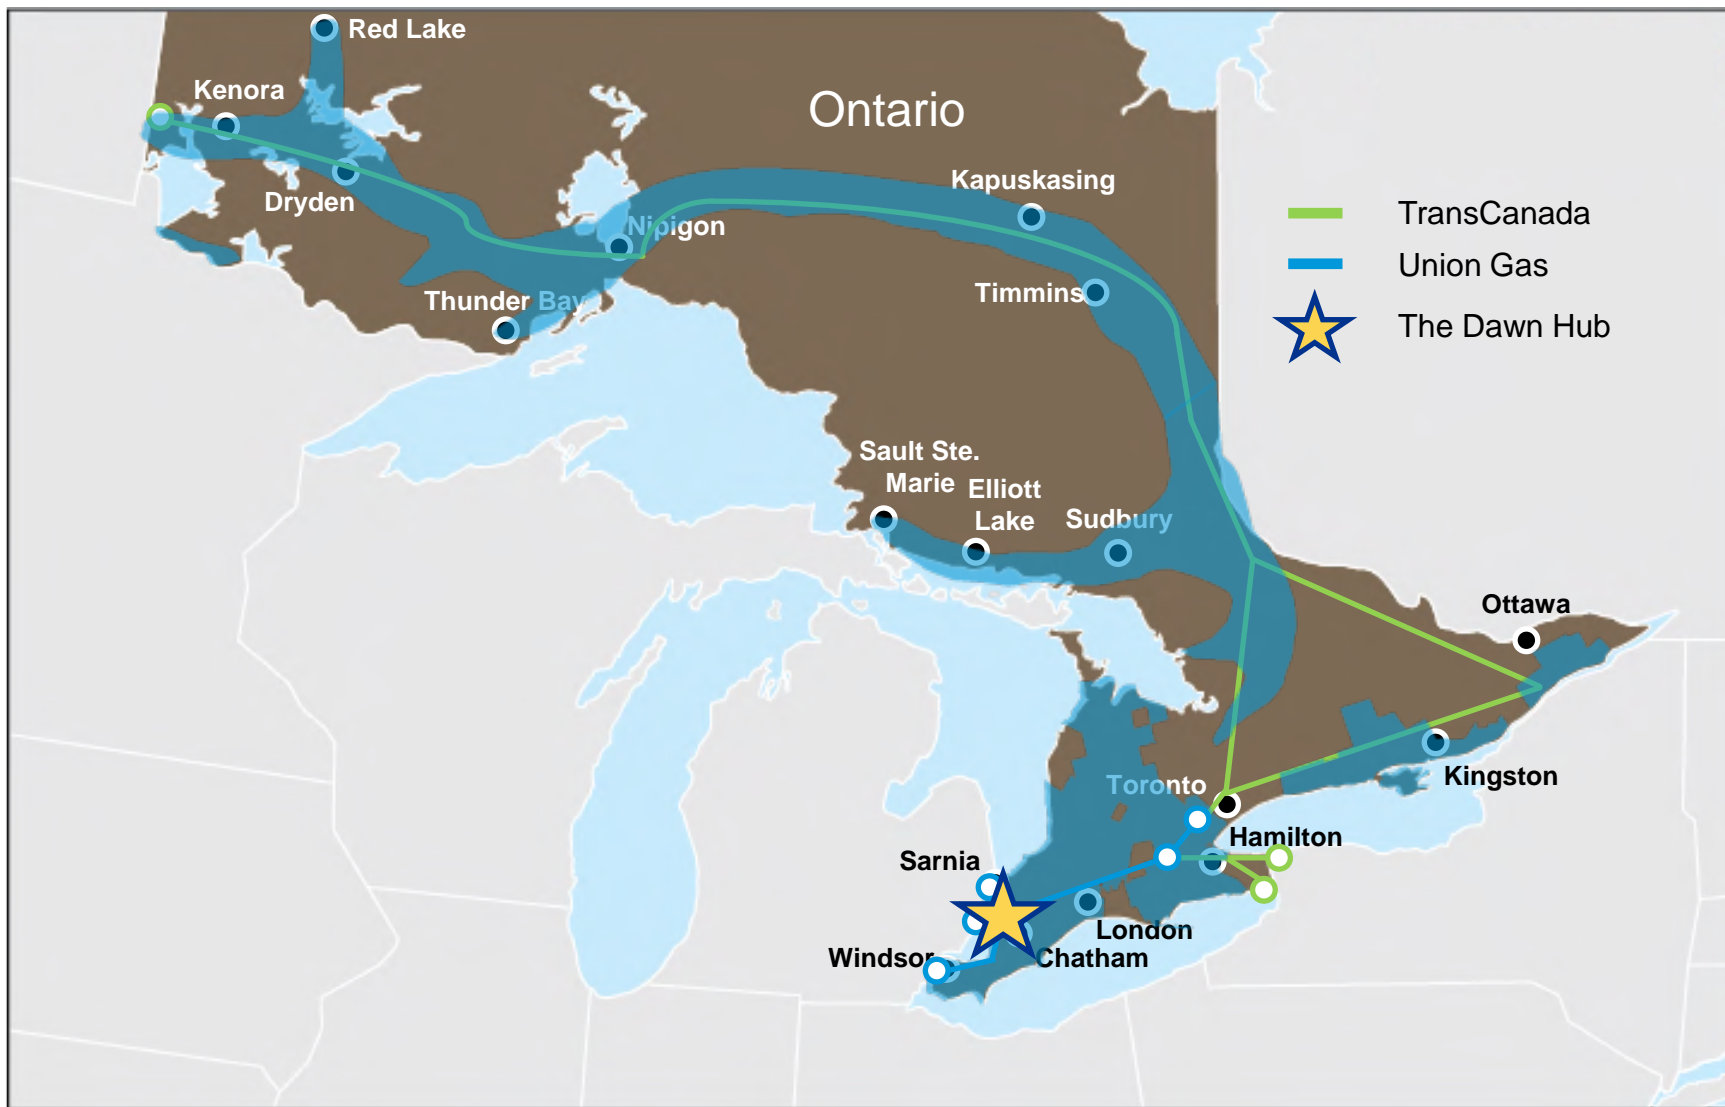 Red Lake
Kenora
Ontario
Dryden
Nipigon
Kapuskasing
Thunder Bay
Timmins
TransCanada
Union Gas
The Dawn Hub
Sault Ste.
Marie
Elliott
Lake
Sudbury
Ottawa
Toronto
Kingston
Hamilton
Sarnia
London
Windsor
Chatham